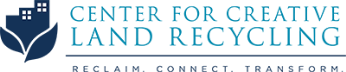 CENTER FOR CREATIVE
LAND RECYCLING
RECLAIM. CONNECT. TRANSFORM.